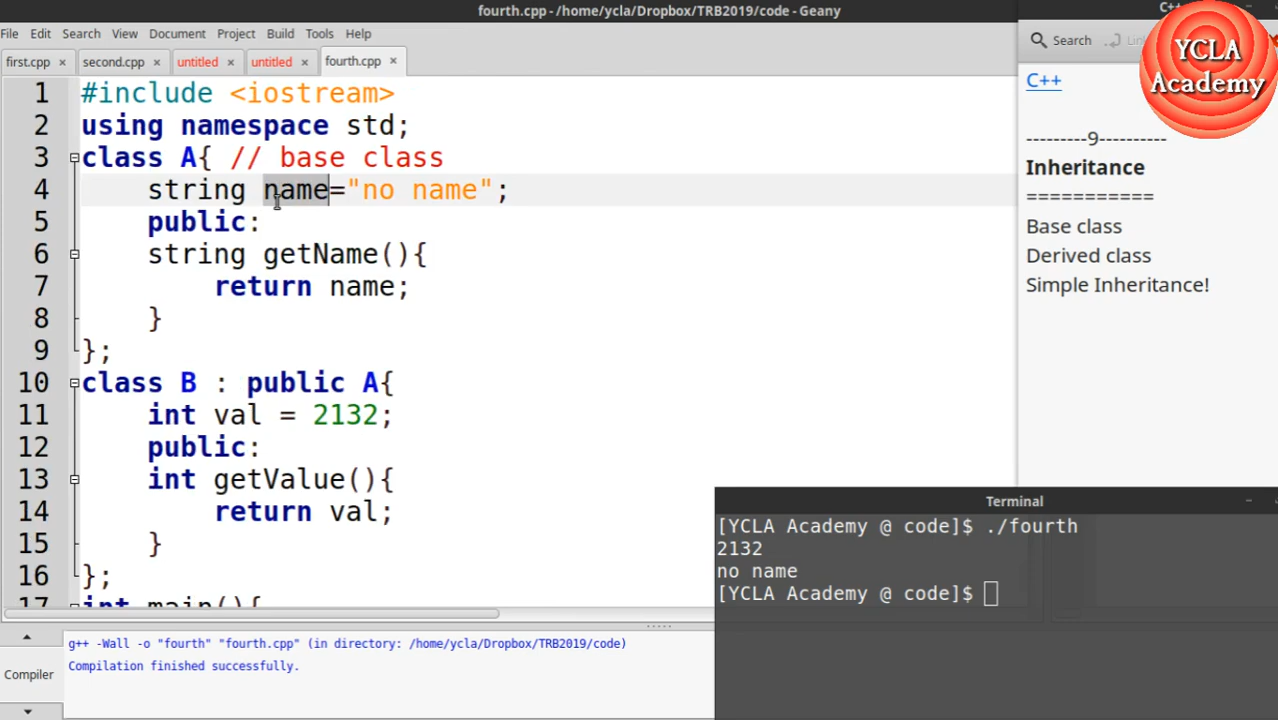 fourth.cpp - /home/ycla/Dropbox/TRB2019/code - Geany
File Edit Search View Document Project Build Tools Help
first.cpp × second.cpp × untitled × untitled × fourth.cpp ×
1 #include <iostream>
2 using namespace std;
3 class A{ // base class
4 string name="no name";
5 public:
6 string getName(){
7 return name;
8 }
9 };
10 class B : public A{
11 int val = 2132;
12 public:
13 int getValue(){
14 return val;
15 }
16 };
17 int main(){
Compiler
g++ -Wall -o "fourth" "fourth.cpp" (in directory: /home/ycla/Dropbox/TRB2019/code)
Compilation finished successfully.
Search
C++
---------9----------
Inheritance
===========
Base class
Derived class
Simple Inheritance!
YCLA
Academy
Terminal
[YCLA Academy @ code]$ ./fourth
2132
no name
[YCLA Academy @ code]$